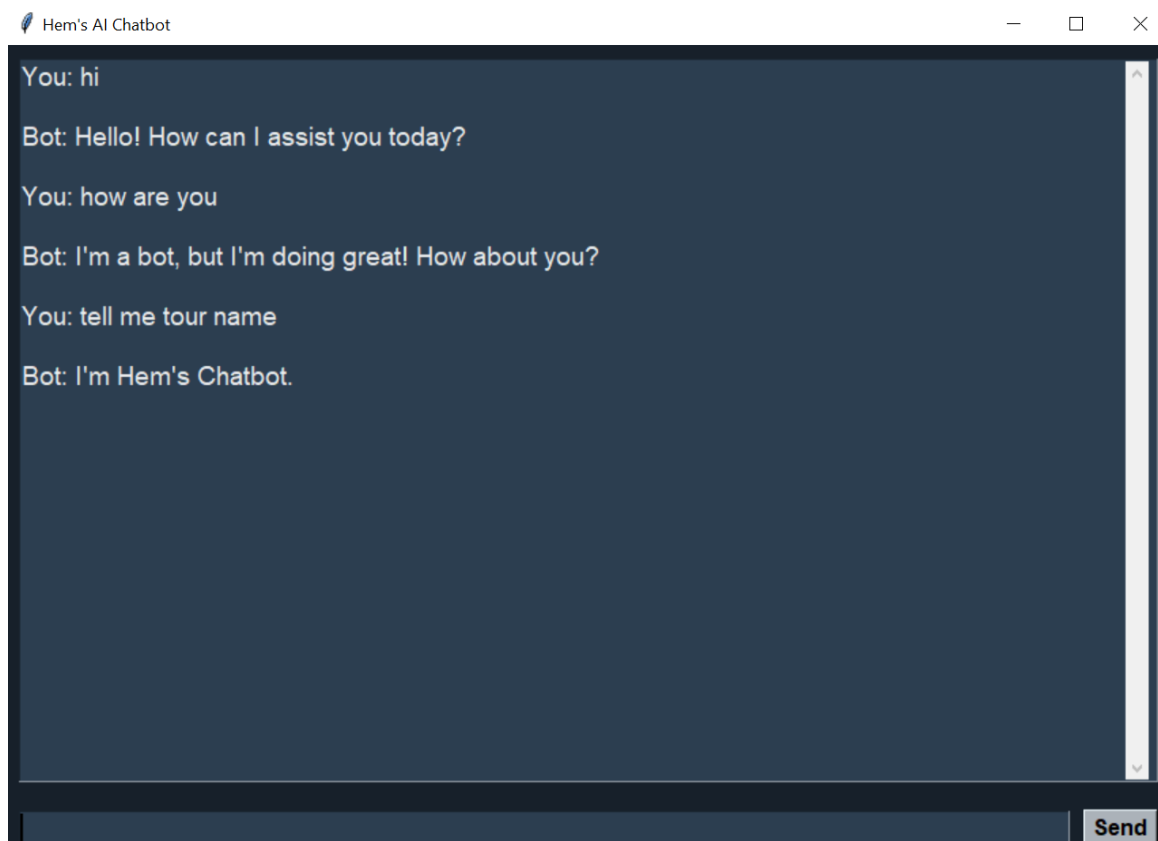 Hem's AI Chatbot
You: hi
Bot: Hello! How can I assist you today?
You: how are you
Bot: I'm a bot, but I'm doing great! How about you?
You: tell me tour name
Bot: I'm Hem's Chatbot.
Send